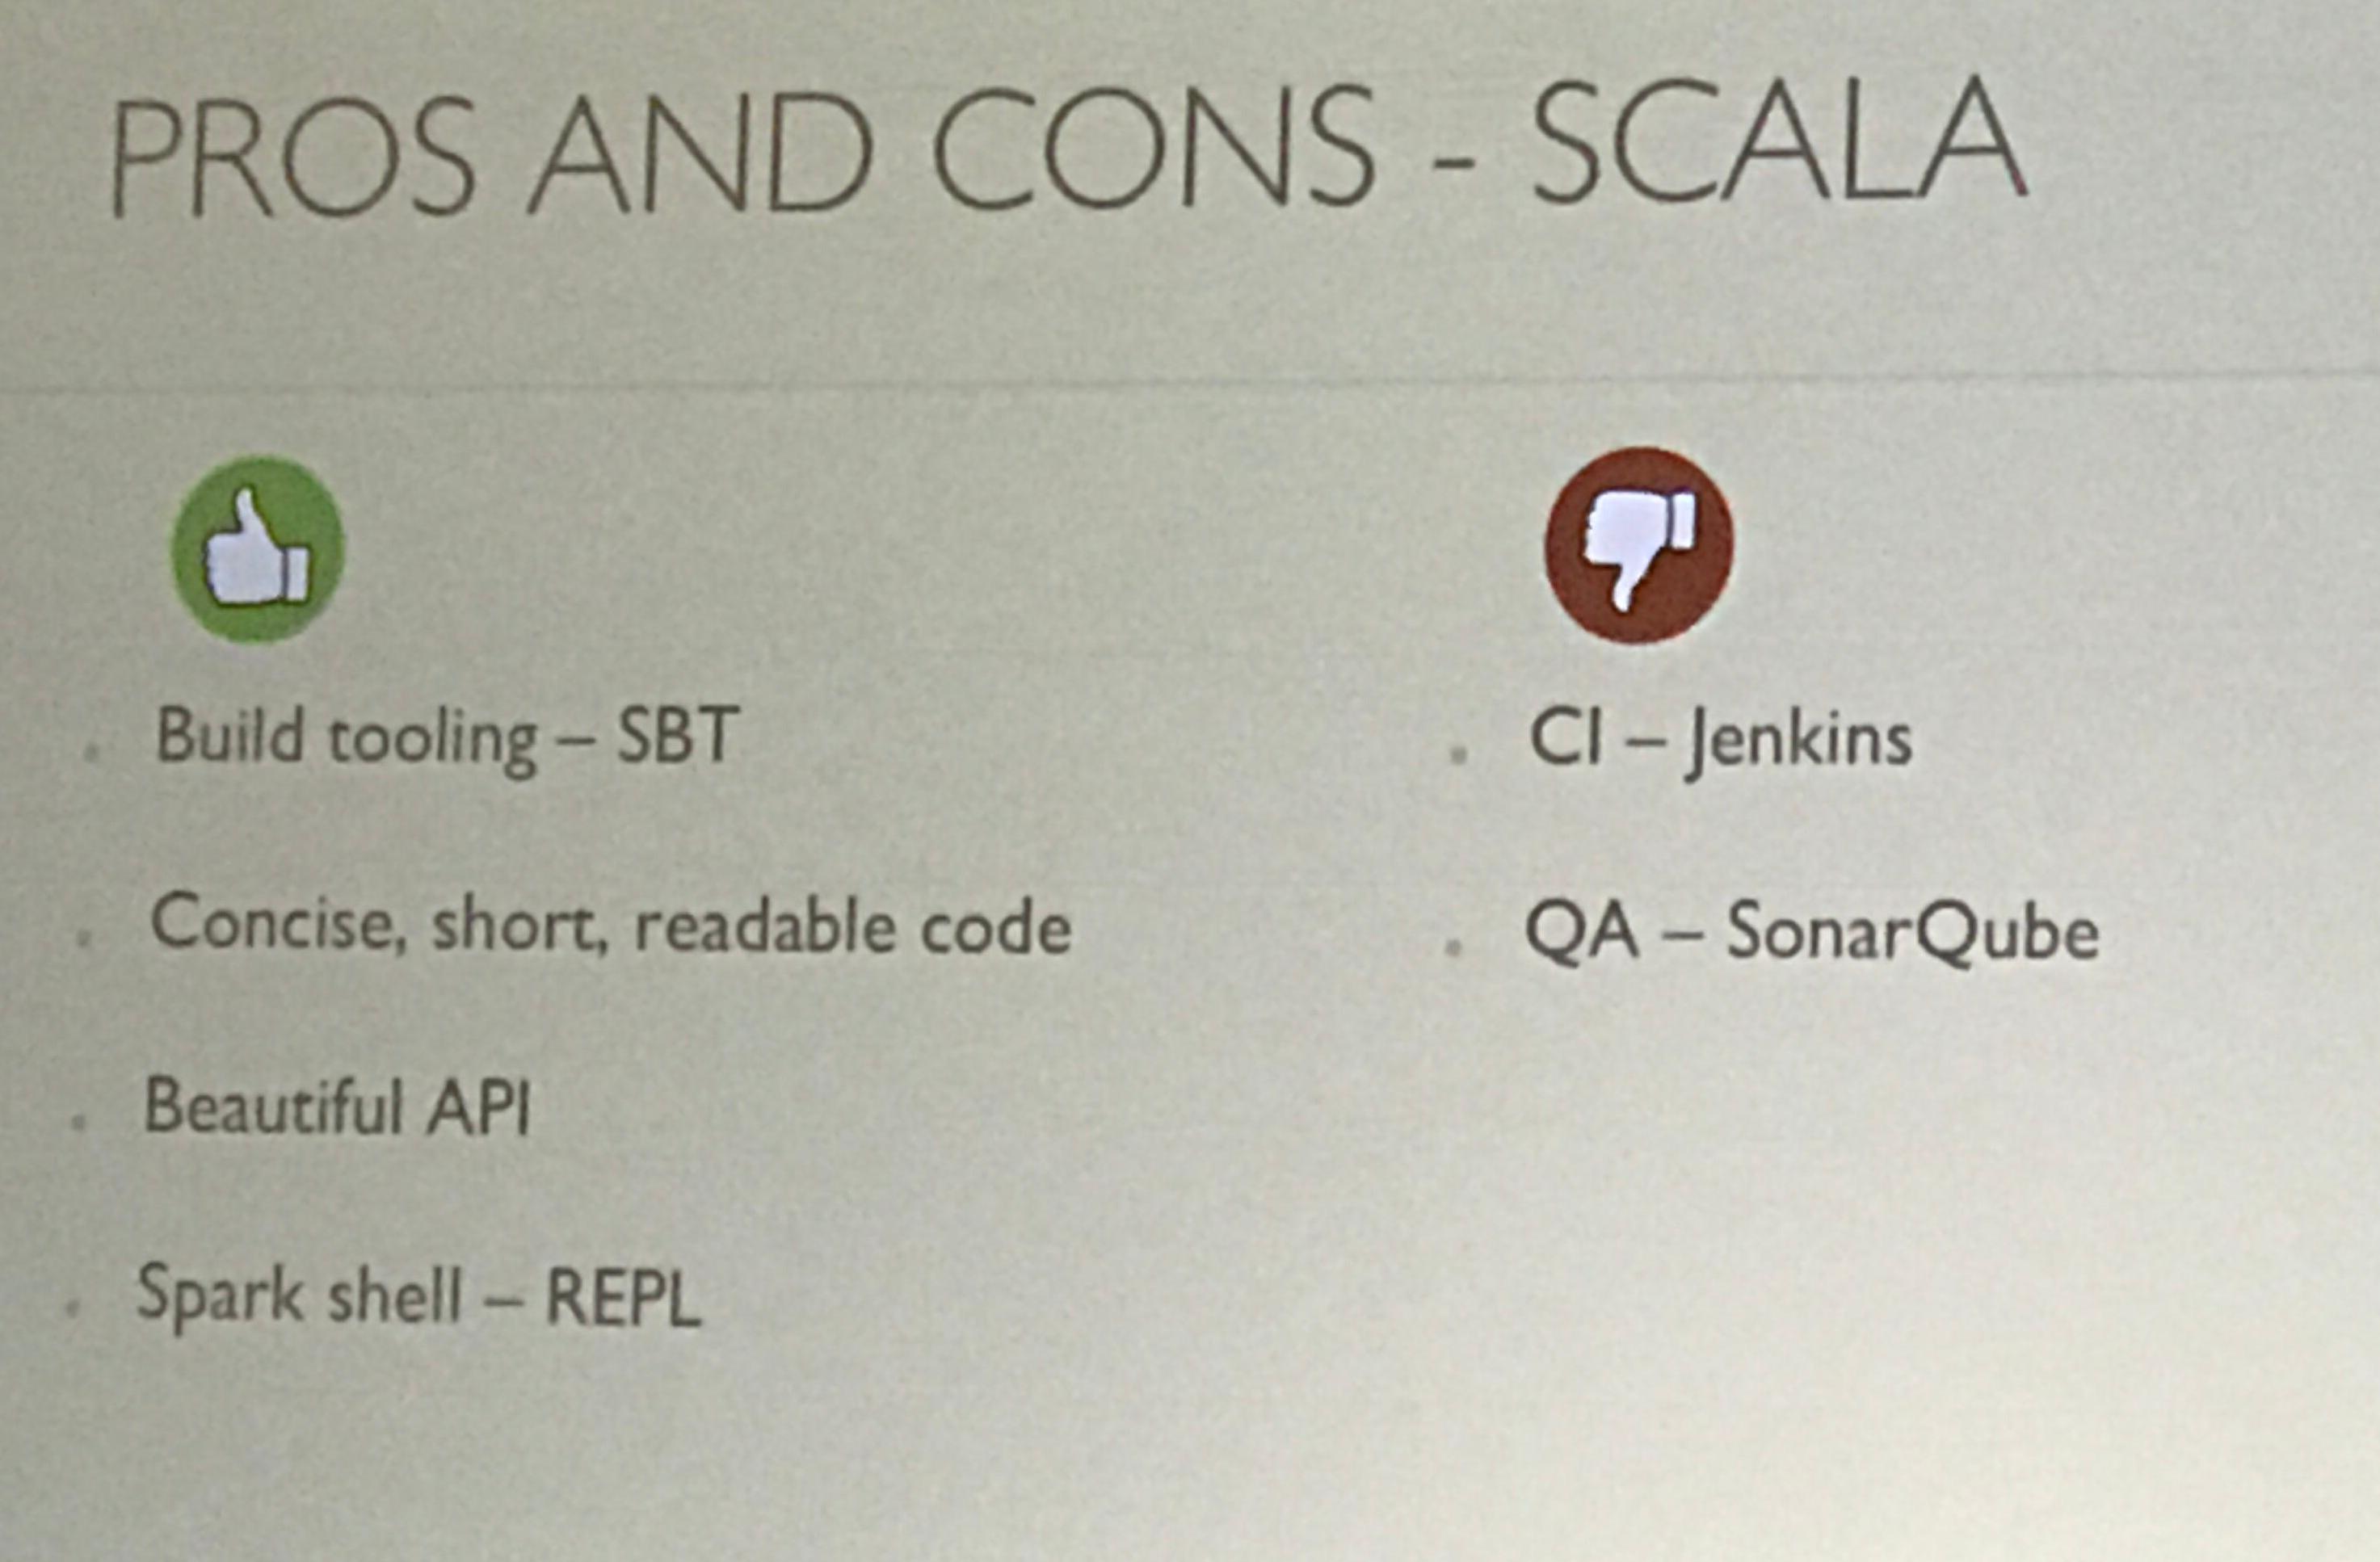 PROS AND CONS - SCALA
Build tooling – SBT
Concise, short, readable code
Beautiful API
Spark shell – REPL
CI – Jenkins
QA – SonarQube